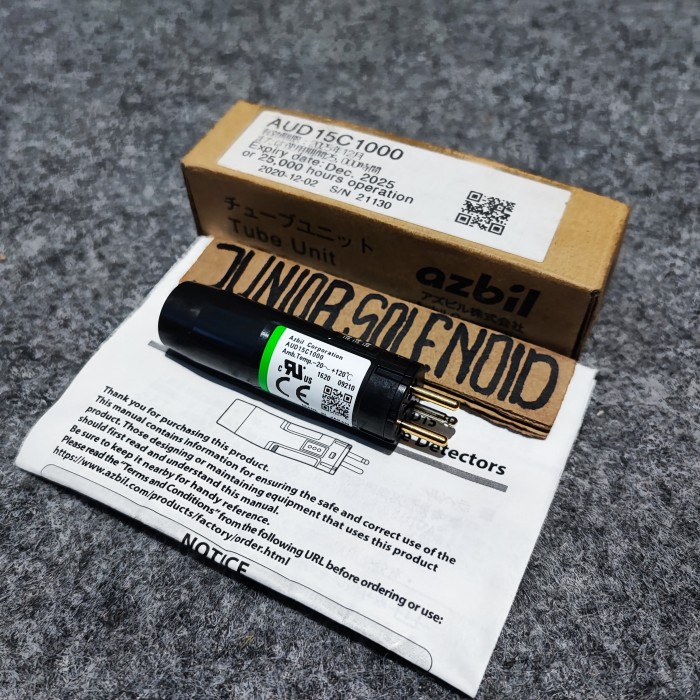 AUD15C1000
Expiry date: Dec. 2025
or 25,000 hours operation
2020-12-02 S/N 21130
チューブユニット
Tube Unit
azbil
アズビル株式会社
JUNIOR.SOLENOID
Azbil Corporation
AUD15C1000
Amb.Temp.-20~+120℃
c UR US
1620 09210
CE
Detectors
Thank you for purchasing this product.
This manual contains information for ensuring the safe and correct use of the
product. Those designing or maintaining equipment that uses this product
should first read and understand this manual.
Be sure to keep it nearby for handy reference.
Please read the "Terms and Conditions" from the following URL before ordering or use:
https://www.azbil.com/products/factory/order.html
NOTICE